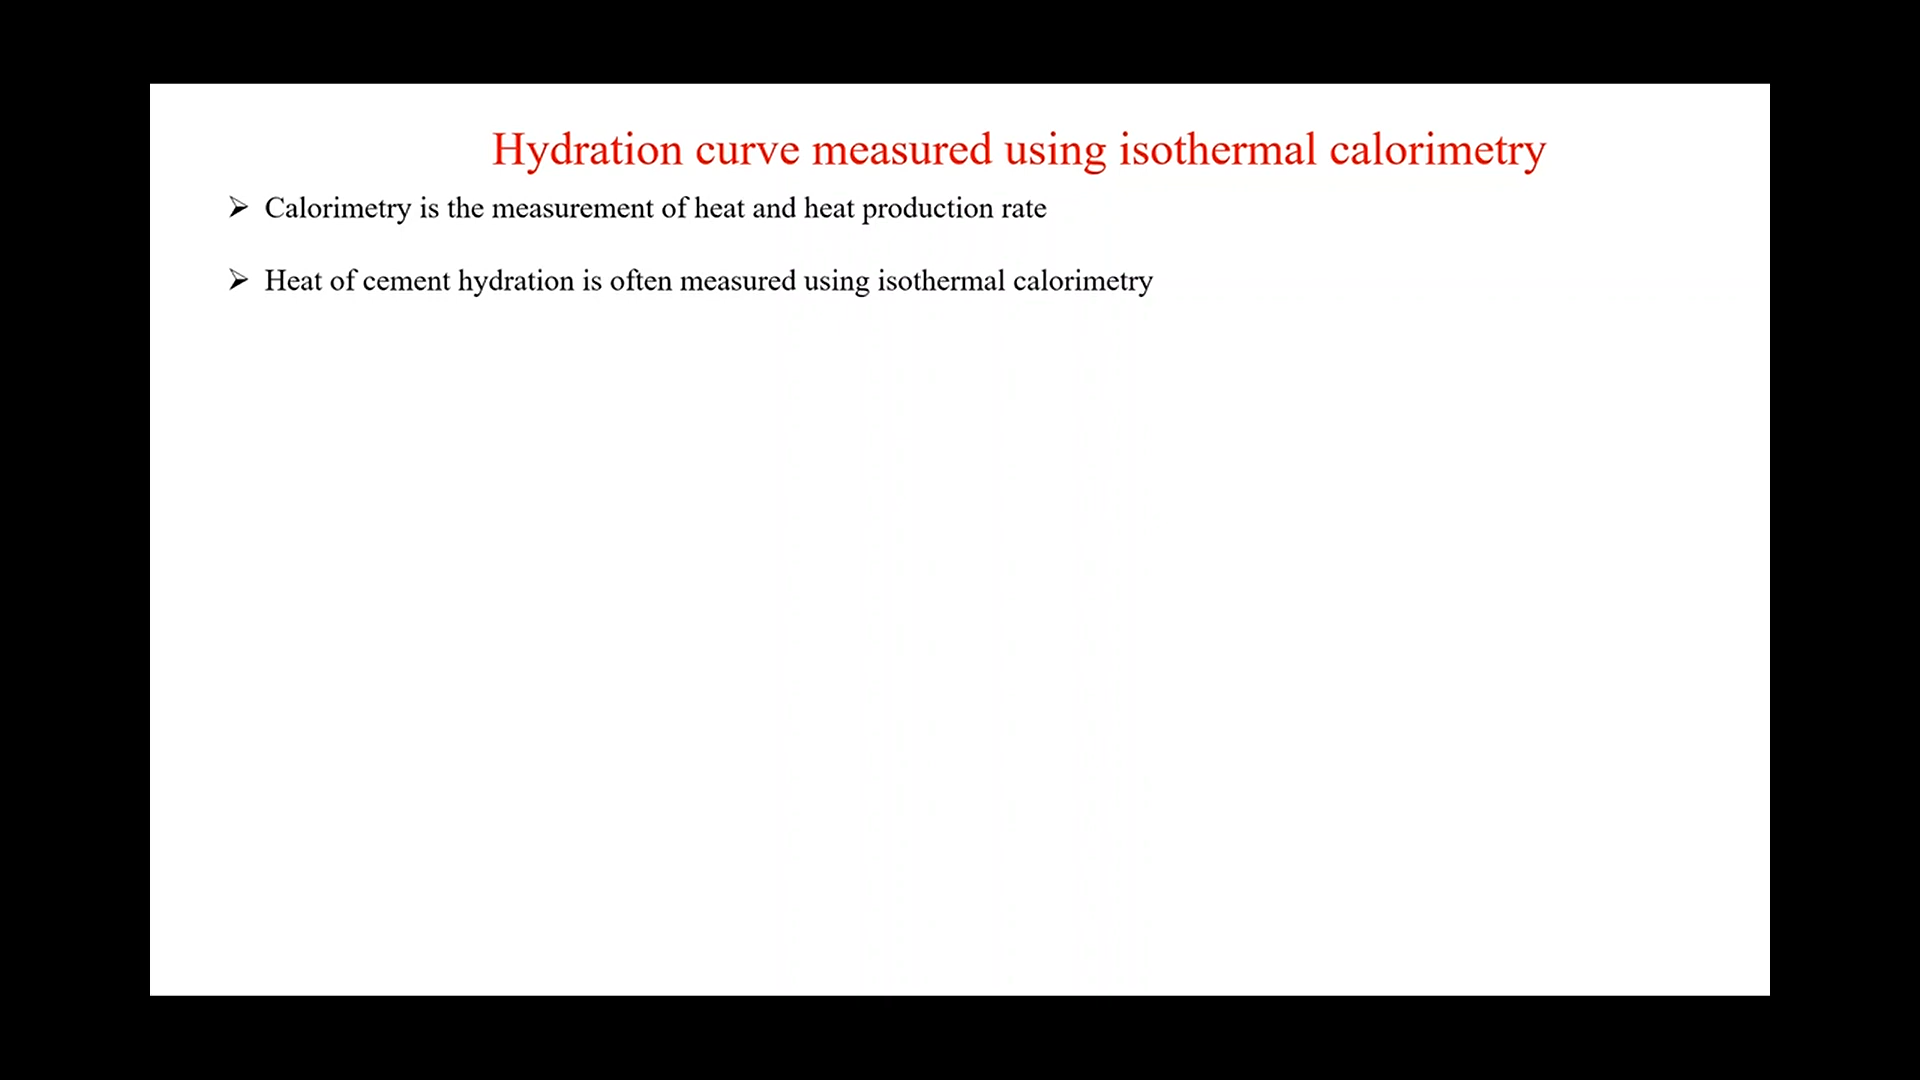 Hydration curve measured using isothermal calorimetry
➢ Calorimetry is the measurement of heat and heat production rate
➢ Heat of cement hydration is often measured using isothermal calorimetry